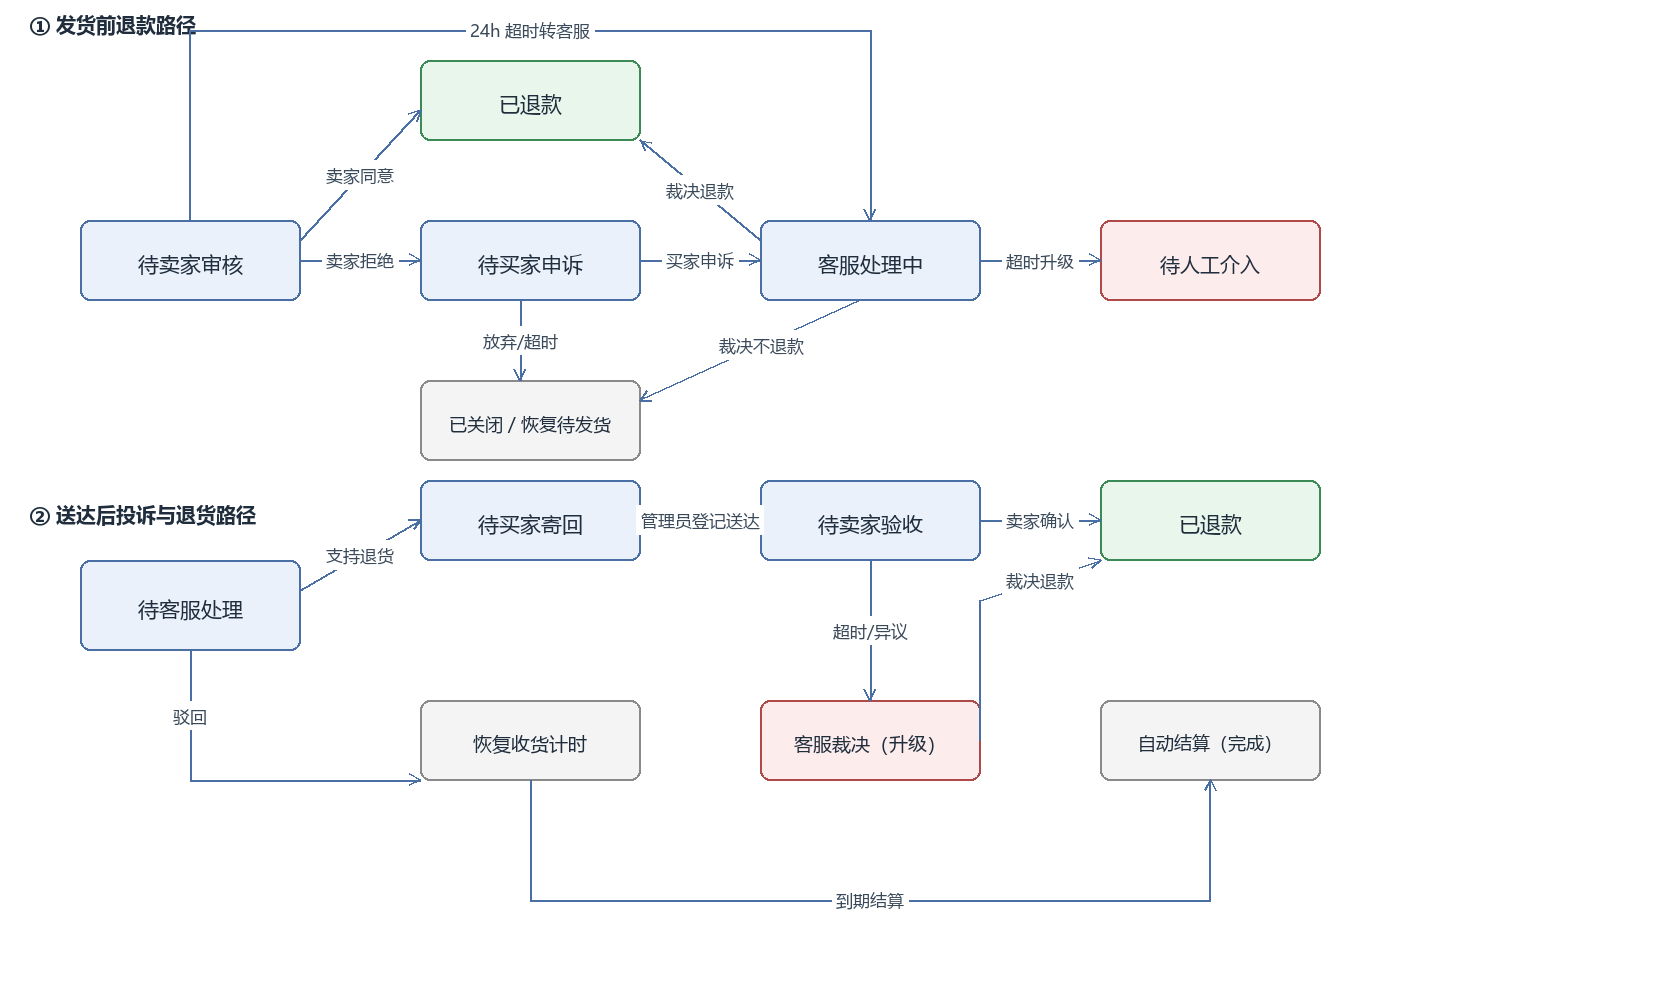 ① 发货前退款路径
24h 超时转客服
已退款
卖家同意
裁决退款
待卖家审核
卖家拒绝
待买家申诉
买家申诉
客服处理中
超时升级
待人工介入
放弃/超时
裁决不退款
已关闭 / 恢复待发货
② 送达后投诉与退货路径
待买家寄回
管理员登记送达
待卖家验收
卖家确认
已退款
支持退货
裁决退款
待客服处理
超时/异议
驳回
恢复收货计时
客服裁决（升级）
自动结算（完成）
到期结算